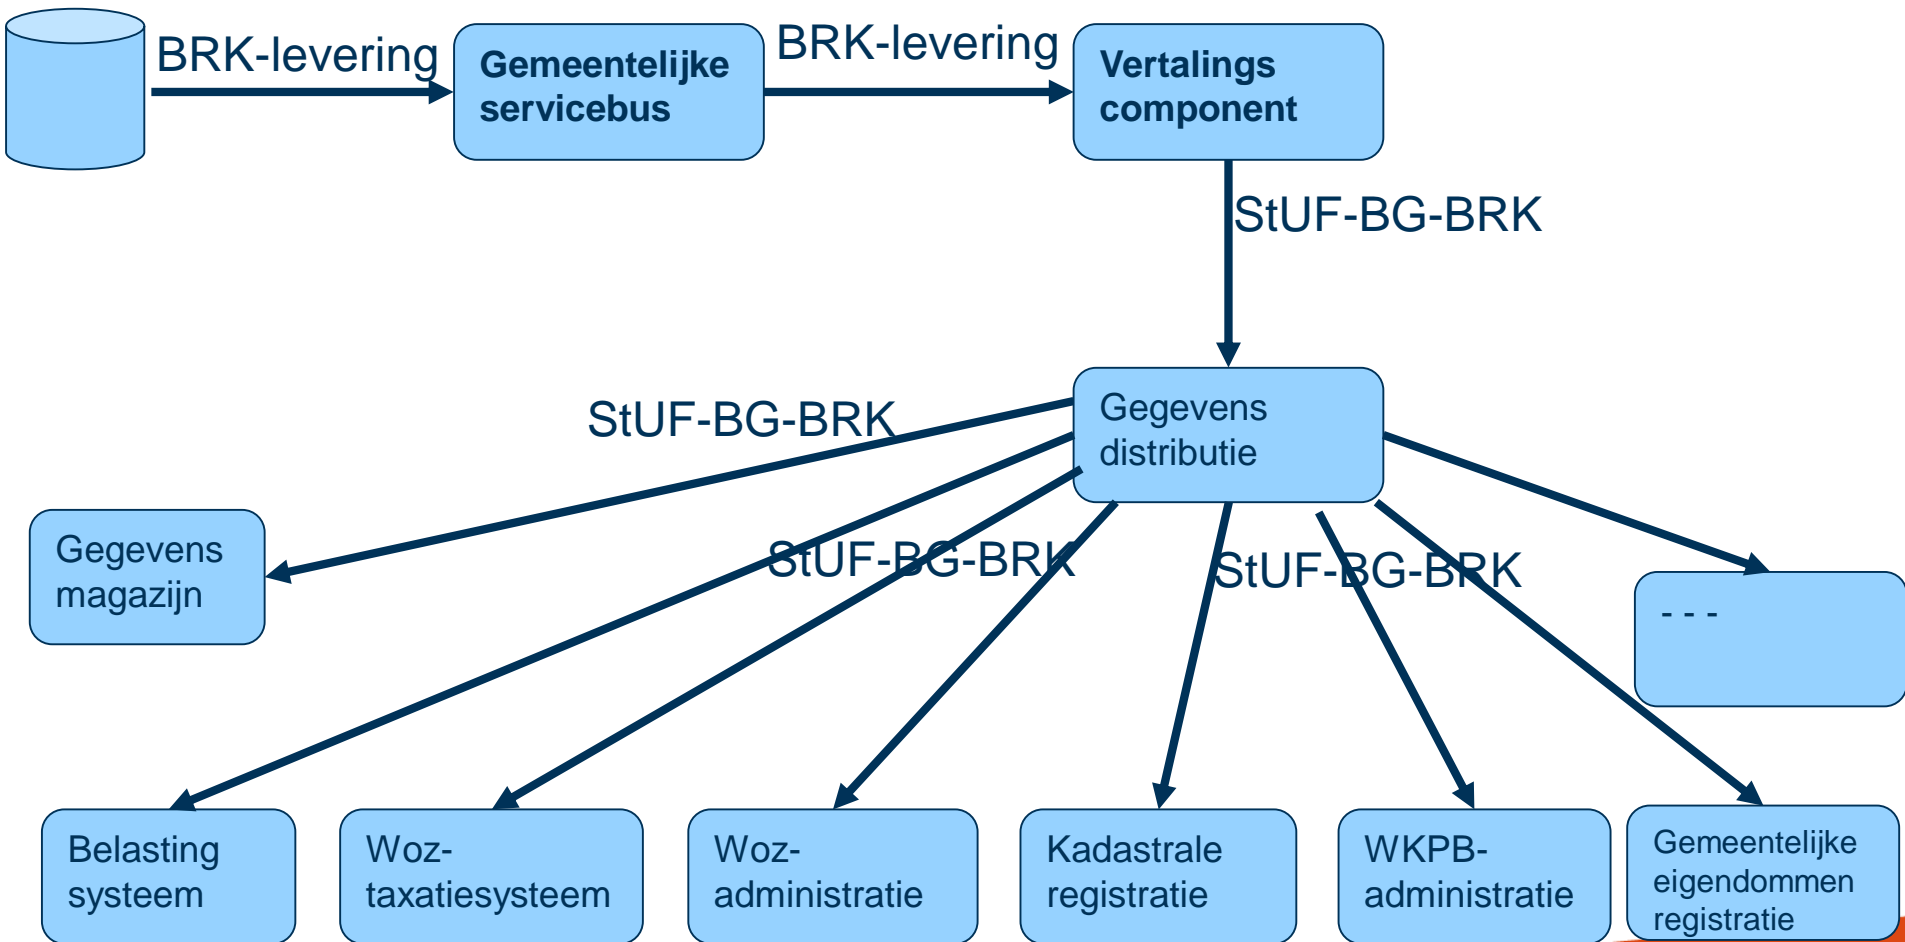 BRK-levering
Gemeentelijke
servicebus
BRK-levering
Vertalings
component
StUF-BG-BRK
Gegevens
distributie
StUF-BG-BRK
Gegevens
magazijn
StUF-BG-BRK
StUF-BG-BRK
- - -
Belasting
systeem
Woz-
taxatiesysteem
Woz-
administratie
Kadastrale
registratie
WKPB-
administratie
Gemeentelijke
eigendommen
registratie